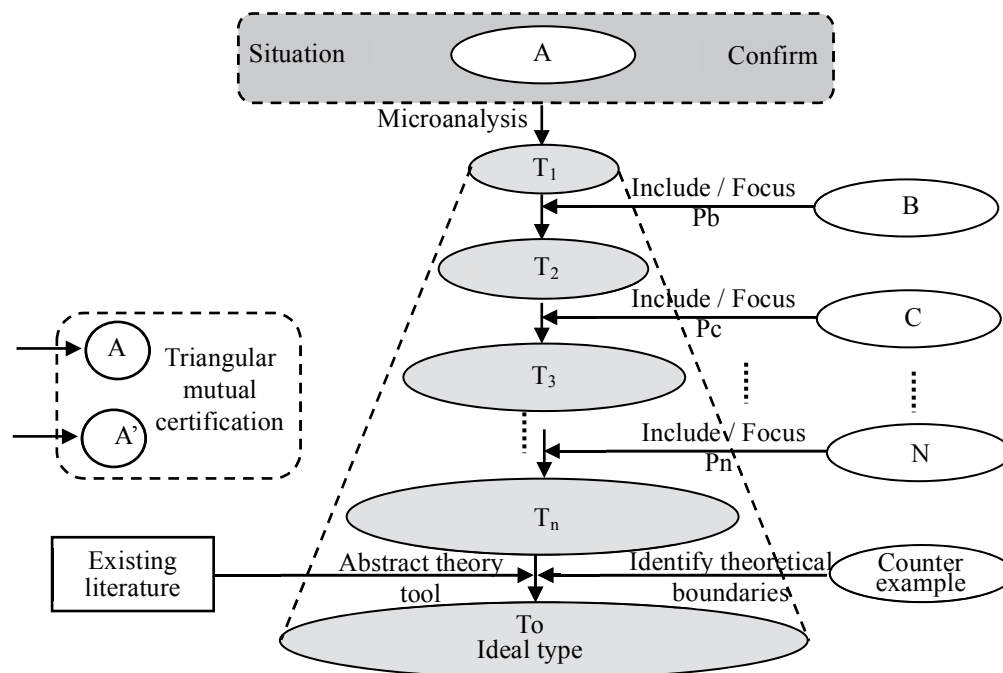 Situation
A
Confirm
Microanalysis
T1
Include / Focus
Pb
B
T2
Include / Focus
Pc
C
A
Triangular
mutual
certification
A’
T3
Include / Focus
Pn
N
Tn
Existing
literature
Abstract theory
tool
Identify theoretical
boundaries
Counter
example
To
Ideal type